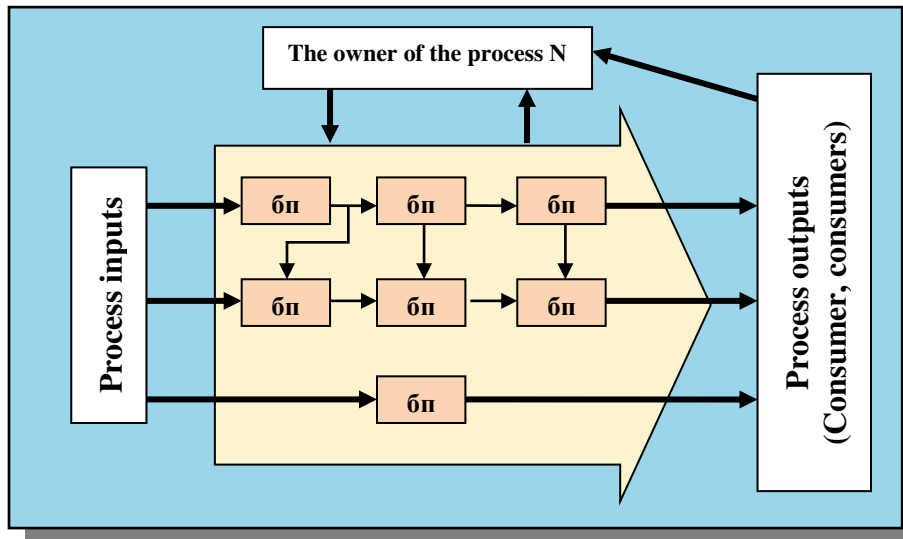 The owner of the process N
Process inputs
бп
бп
бп
бп
бп
бп
бп
Process outputs
(Consumer, consumers)